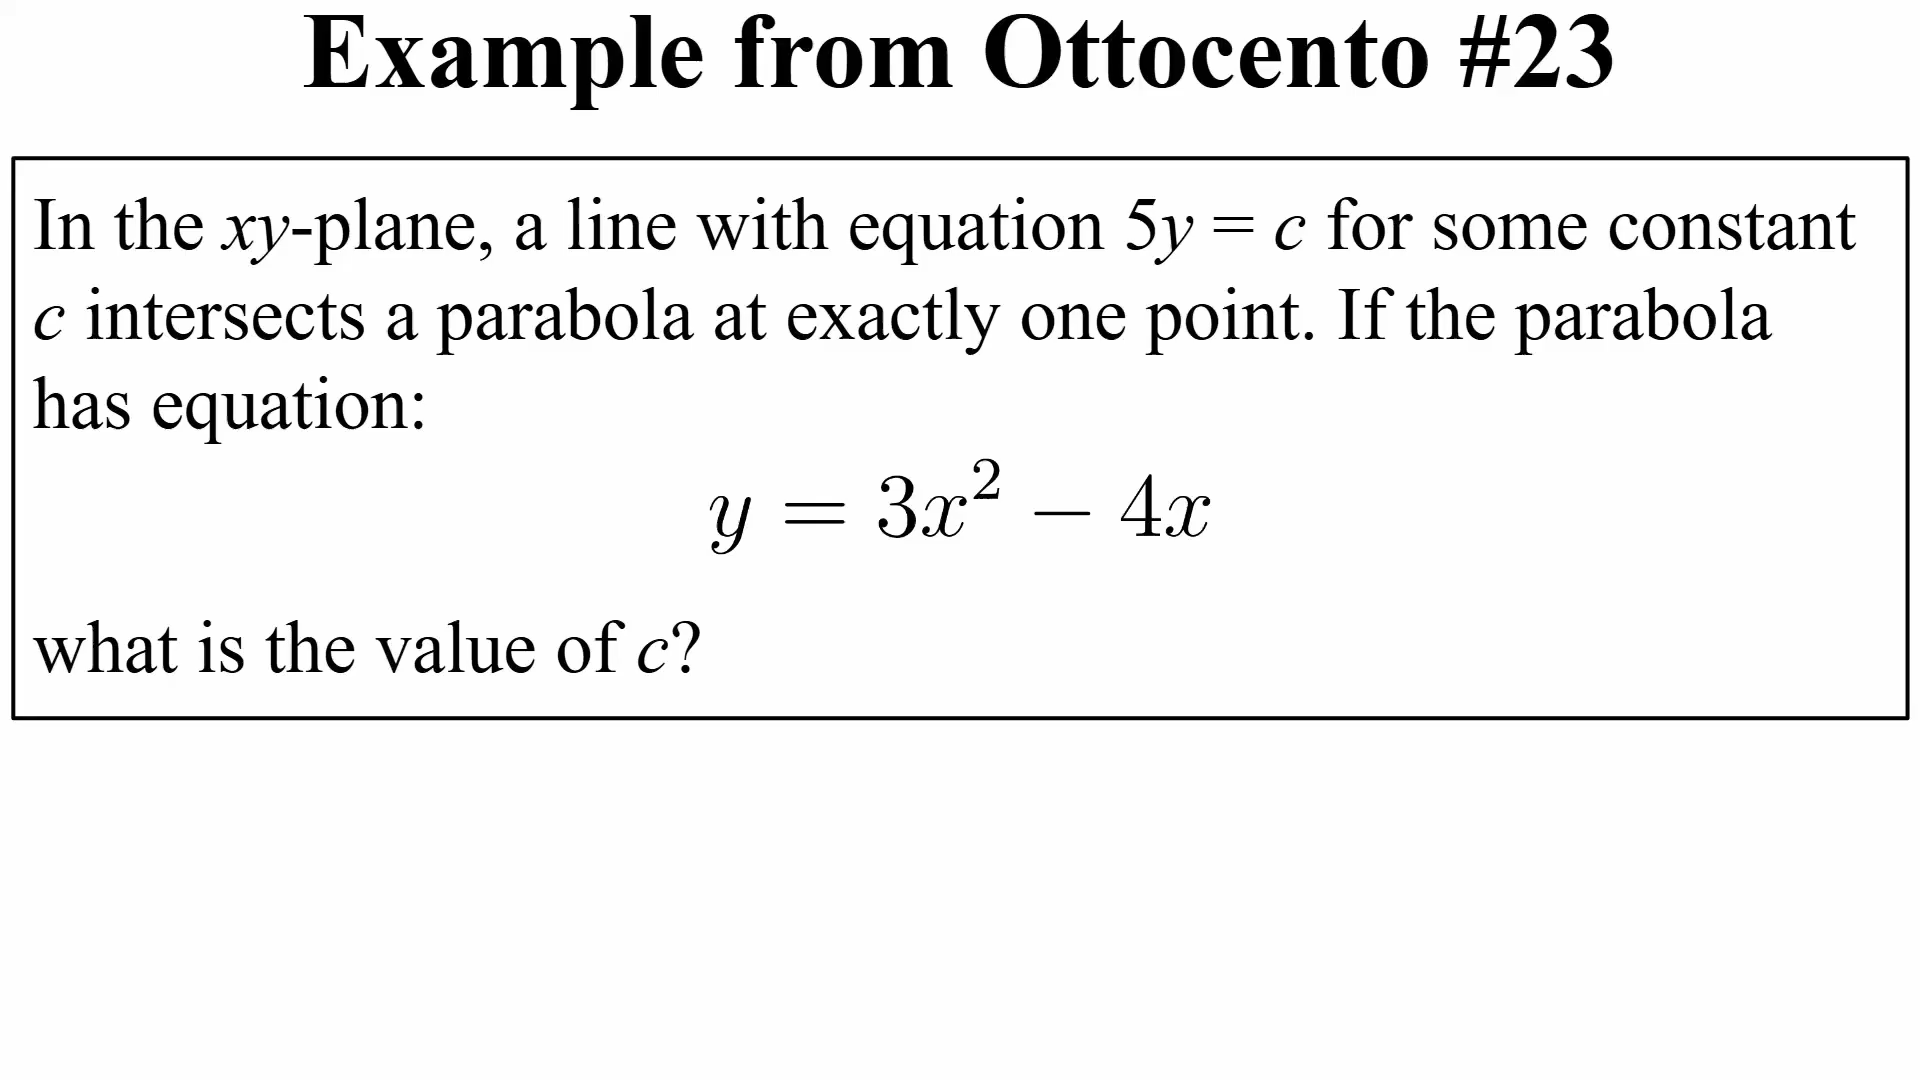 Example from Ottocento #23
In the xy-plane, a line with equation 5y = c for some constant
c intersects a parabola at exactly one point. If the parabola
has equation:
y = 3x² − 4x
what is the value of c?